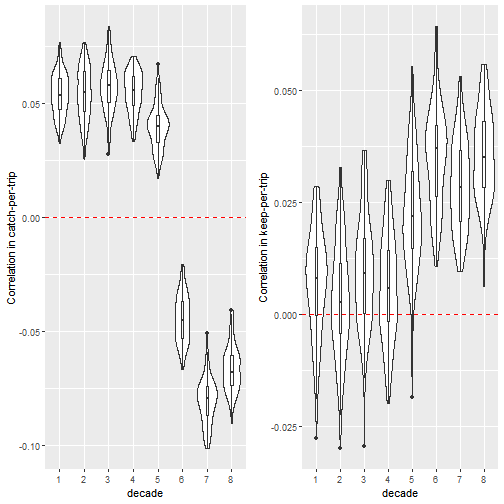 Correlation in catch-per-trip
0.05
0.00
-0.05
-0.10
1 2 3 4 5 6 7 8
decade
Correlation in keep-per-trip
0.050
0.025
0.000
-0.025
1 2 3 4 5 6 7 8
decade